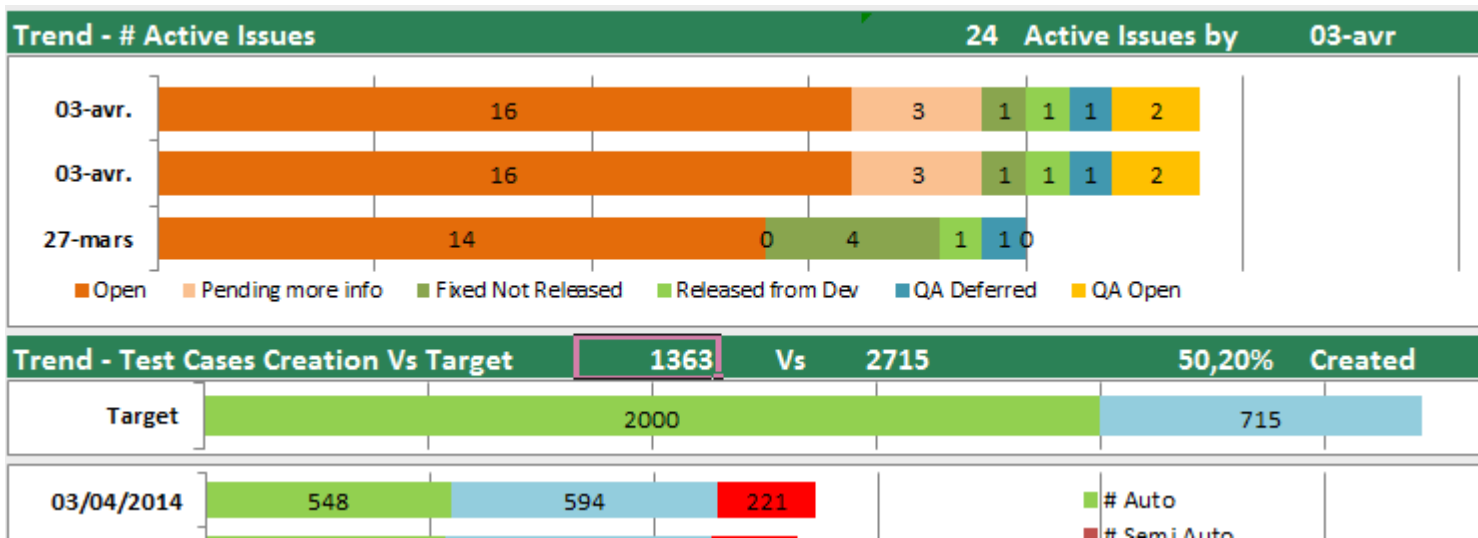 Trend - # Active Issues 24 Active Issues by 03-avr
03-avr. 16 3 1 1 1 2
03-avr. 16 3 1 1 1 2
27-mars 14 0 4 1 1 0
Open Pending more info Fixed Not Released Released from Dev QA Deferred QA Open
Trend - Test Cases Creation Vs Target 1363 Vs 2715 50,20% Created
Target 2000 715
03/04/2014 548 594 221 # Auto
# Semi Auto